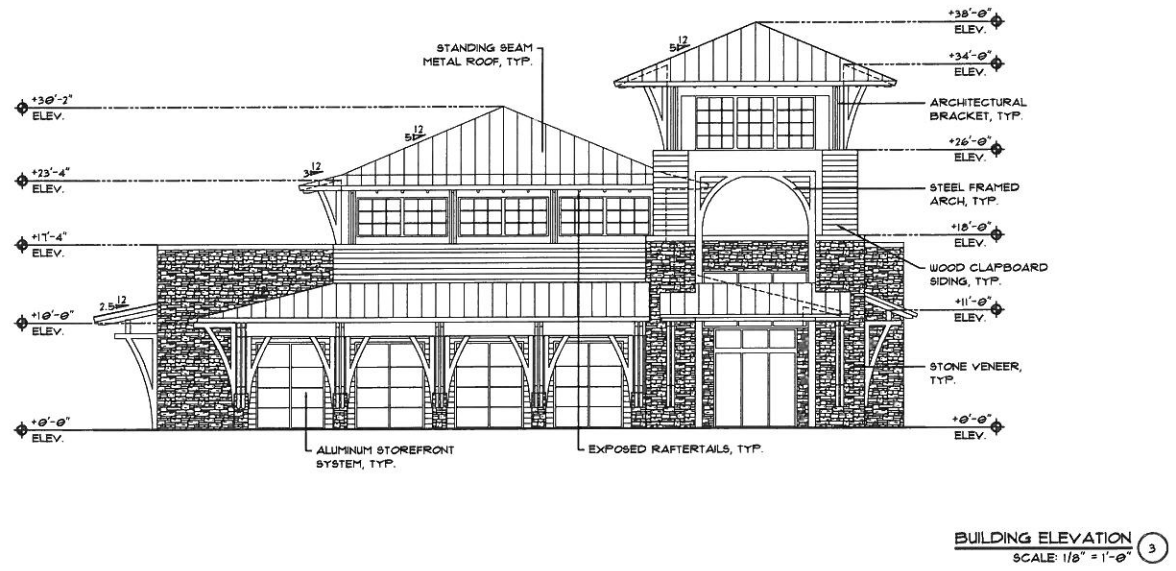 +38'-0"
ELEV.
12
5
STANDING SEAM
METAL ROOF, TYP.
+34'-0"
ELEV.
+30'-2"
ELEV.
ARCHITECTURAL
BRACKET, TYP.
12
5
+26'-0"
ELEV.
12
3
+23'-4"
ELEV.
STEEL FRAMED
ARCH, TYP.
+18'-0"
ELEV.
+17'-4"
ELEV.
WOOD CLAPBOARD
SIDING, TYP.
12
2.5
+11'-0"
ELEV.
+10'-0"
ELEV.
STONE VENEER,
TYP.
+0'-0"
ELEV.
+0'-0"
ELEV.
ALUMINUM STOREFRONT
SYSTEM, TYP.
EXPOSED RAFTERTAILS, TYP.
BUILDING ELEVATION 3
SCALE: 1/8" = 1'-0"